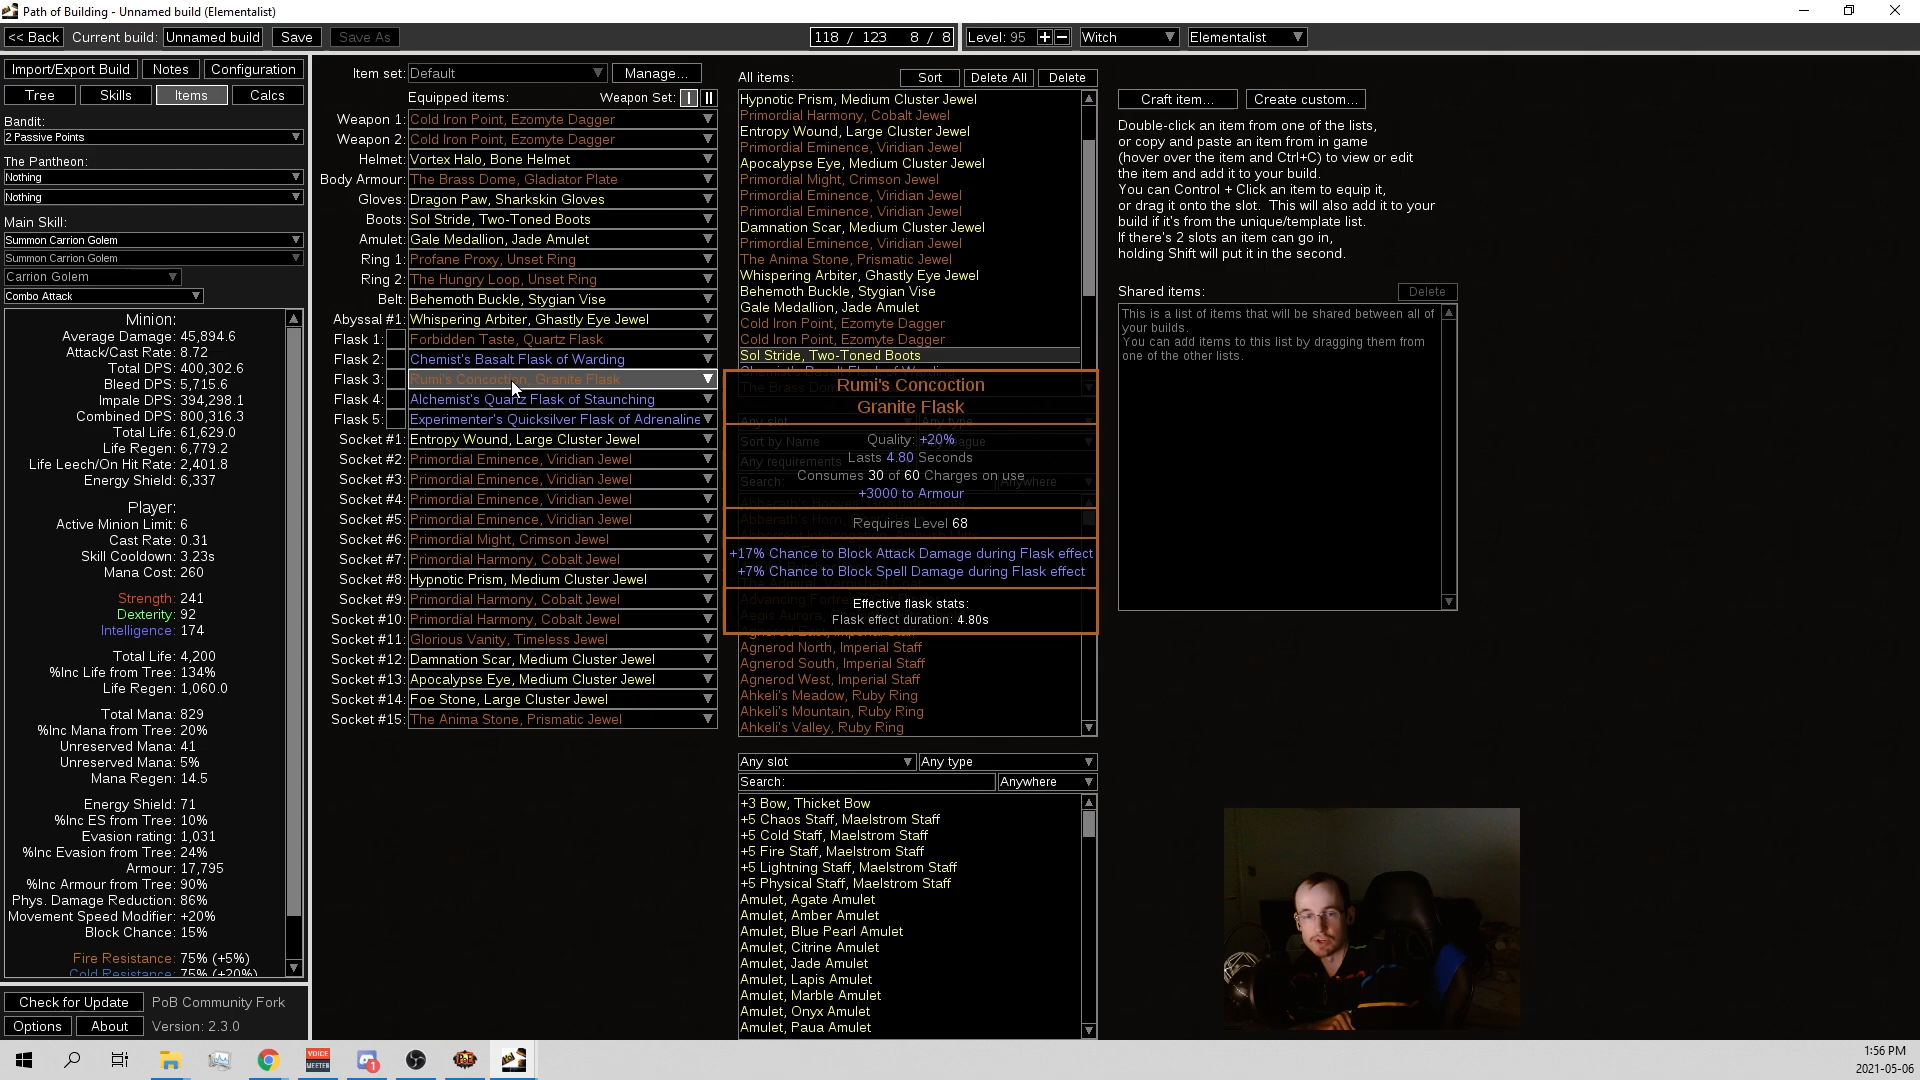 Path of Building - Unnamed build (Elementalist)
<< Back
Current build: Unnamed build
Save
Save As
118 / 123 8 / 8
Level: 95
Witch
Elementalist
Import/Export Build
Notes
Configuration
Tree
Skills
Items
Calcs
Bandit:
2 Passive Points
The Pantheon:
Nothing
Nothing
Main Skill:
Summon Carrion Golem
Summon Carrion Golem
Carrion Golem
Combo Attack
Minion:
Average Damage: 45,894.6
Attack/Cast Rate: 8.72
Total DPS: 400,302.6
Bleed DPS: 5,715.6
Impale DPS: 394,298.1
Combined DPS: 800,316.3
Total Life: 61,629.0
Life Regen: 6,779.2
Life Leech/On Hit Rate: 2,401.8
Energy Shield: 6,337
Player:
Active Minion Limit: 6
Cast Rate: 0.31
Skill Cooldown: 3.23s
Mana Cost: 260
Strength: 241
Dexterity: 92
Intelligence: 174
Total Life: 4,200
%Inc Life from Tree: 134%
Life Regen: 1,060.0
Total Mana: 829
%Inc Mana from Tree: 20%
Unreserved Mana: 41
Unreserved Mana: 5%
Mana Regen: 14.5
Energy Shield: 71
%Inc ES from Tree: 10%
Evasion rating: 1,031
%Inc Evasion from Tree: 24%
Armour: 17,795
%Inc Armour from Tree: 90%
Phys. Damage Reduction: 86%
Movement Speed Modifier: +20%
Block Chance: 15%
Fire Resistance: 75% (+5%)
Cold Resistance: 75% (+20%)
Check for Update
PoB Community Fork
Options
About
Version: 2.3.0
Item set: Default
Manage...
Equipped items:
Weapon Set: I II
Weapon 1: Cold Iron Point, Ezomyte Dagger
Weapon 2: Cold Iron Point, Ezomyte Dagger
Helmet: Vortex Halo, Bone Helmet
Body Armour: The Brass Dome, Gladiator Plate
Gloves: Dragon Paw, Sharkskin Gloves
Boots: Sol Stride, Two-Toned Boots
Amulet: Gale Medallion, Jade Amulet
Ring 1: Profane Proxy, Unset Ring
Ring 2: The Hungry Loop, Unset Ring
Belt: Behemoth Buckle, Stygian Vise
Abyssal #1: Whispering Arbiter, Ghastly Eye Jewel
Flask 1: Forbidden Taste, Quartz Flask
Flask 2: Chemist's Basalt Flask of Warding
Flask 3: Rumi's Concoction, Granite Flask
Flask 4: Alchemist's Quartz Flask of Staunching
Flask 5: Experimenter's Quicksilver Flask of Adrenaline
Socket #1: Entropy Wound, Large Cluster Jewel
Socket #2: Primordial Eminence, Viridian Jewel
Socket #3: Primordial Eminence, Viridian Jewel
Socket #4: Primordial Eminence, Viridian Jewel
Socket #5: Primordial Eminence, Viridian Jewel
Socket #6: Primordial Might, Crimson Jewel
Socket #7: Primordial Harmony, Cobalt Jewel
Socket #8: Hypnotic Prism, Medium Cluster Jewel
Socket #9: Primordial Harmony, Cobalt Jewel
Socket #10: Primordial Harmony, Cobalt Jewel
Socket #11: Glorious Vanity, Timeless Jewel
Socket #12: Damnation Scar, Medium Cluster Jewel
Socket #13: Apocalypse Eye, Medium Cluster Jewel
Socket #14: Foe Stone, Large Cluster Jewel
Socket #15: The Anima Stone, Prismatic Jewel
All items:
Sort
Delete All
Delete
Hypnotic Prism, Medium Cluster Jewel
Primordial Harmony, Cobalt Jewel
Entropy Wound, Large Cluster Jewel
Primordial Eminence, Viridian Jewel
Apocalypse Eye, Medium Cluster Jewel
Primordial Might, Crimson Jewel
Primordial Eminence, Viridian Jewel
Primordial Eminence, Viridian Jewel
Damnation Scar, Medium Cluster Jewel
Primordial Eminence, Viridian Jewel
The Anima Stone, Prismatic Jewel
Whispering Arbiter, Ghastly Eye Jewel
Behemoth Buckle, Stygian Vise
Gale Medallion, Jade Amulet
Cold Iron Point, Ezomyte Dagger
Cold Iron Point, Ezomyte Dagger
Sol Stride, Two-Toned Boots
Rumi's Concoction
Granite Flask
Quality: +20%
Lasts 4.80 Seconds
Consumes 30 of 60 Charges on use
+3000 to Armour
Requires Level 68
+17% Chance to Block Attack Damage during Flask effect
+7% Chance to Block Spell Damage during Flask effect
Effective flask stats:
Flask effect duration: 4.80s
Agnerod North, Imperial Staff
Agnerod South, Imperial Staff
Agnerod West, Imperial Staff
Ahkeli's Meadow, Ruby Ring
Ahkeli's Mountain, Ruby Ring
Ahkeli's Valley, Ruby Ring
Any slot
Any type
Search:
Anywhere
+3 Bow, Thicket Bow
+5 Chaos Staff, Maelstrom Staff
+5 Cold Staff, Maelstrom Staff
+5 Fire Staff, Maelstrom Staff
+5 Lightning Staff, Maelstrom Staff
+5 Physical Staff, Maelstrom Staff
Amulet, Agate Amulet
Amulet, Amber Amulet
Amulet, Blue Pearl Amulet
Amulet, Citrine Amulet
Amulet, Jade Amulet
Amulet, Lapis Amulet
Amulet, Marble Amulet
Amulet, Onyx Amulet
Amulet, Paua Amulet
Craft item...
Create custom...
Double-click an item from one of the lists,
or copy and paste an item from in game
(hover over the item and Ctrl+C) to view or edit
the item and add it to your build.
You can Control + Click an item to equip it,
or drag it onto the slot. This will also add it to your
build if it's from the unique/template list.
If there's 2 slots an item can go in,
holding Shift will put it in the second.
Shared items:
Delete
This is a list of items that will be shared between all of
your builds.
You can add items to this list by dragging them from
one of the other lists.
VOICE
MEETER
1
1:56 PM
2021-05-06